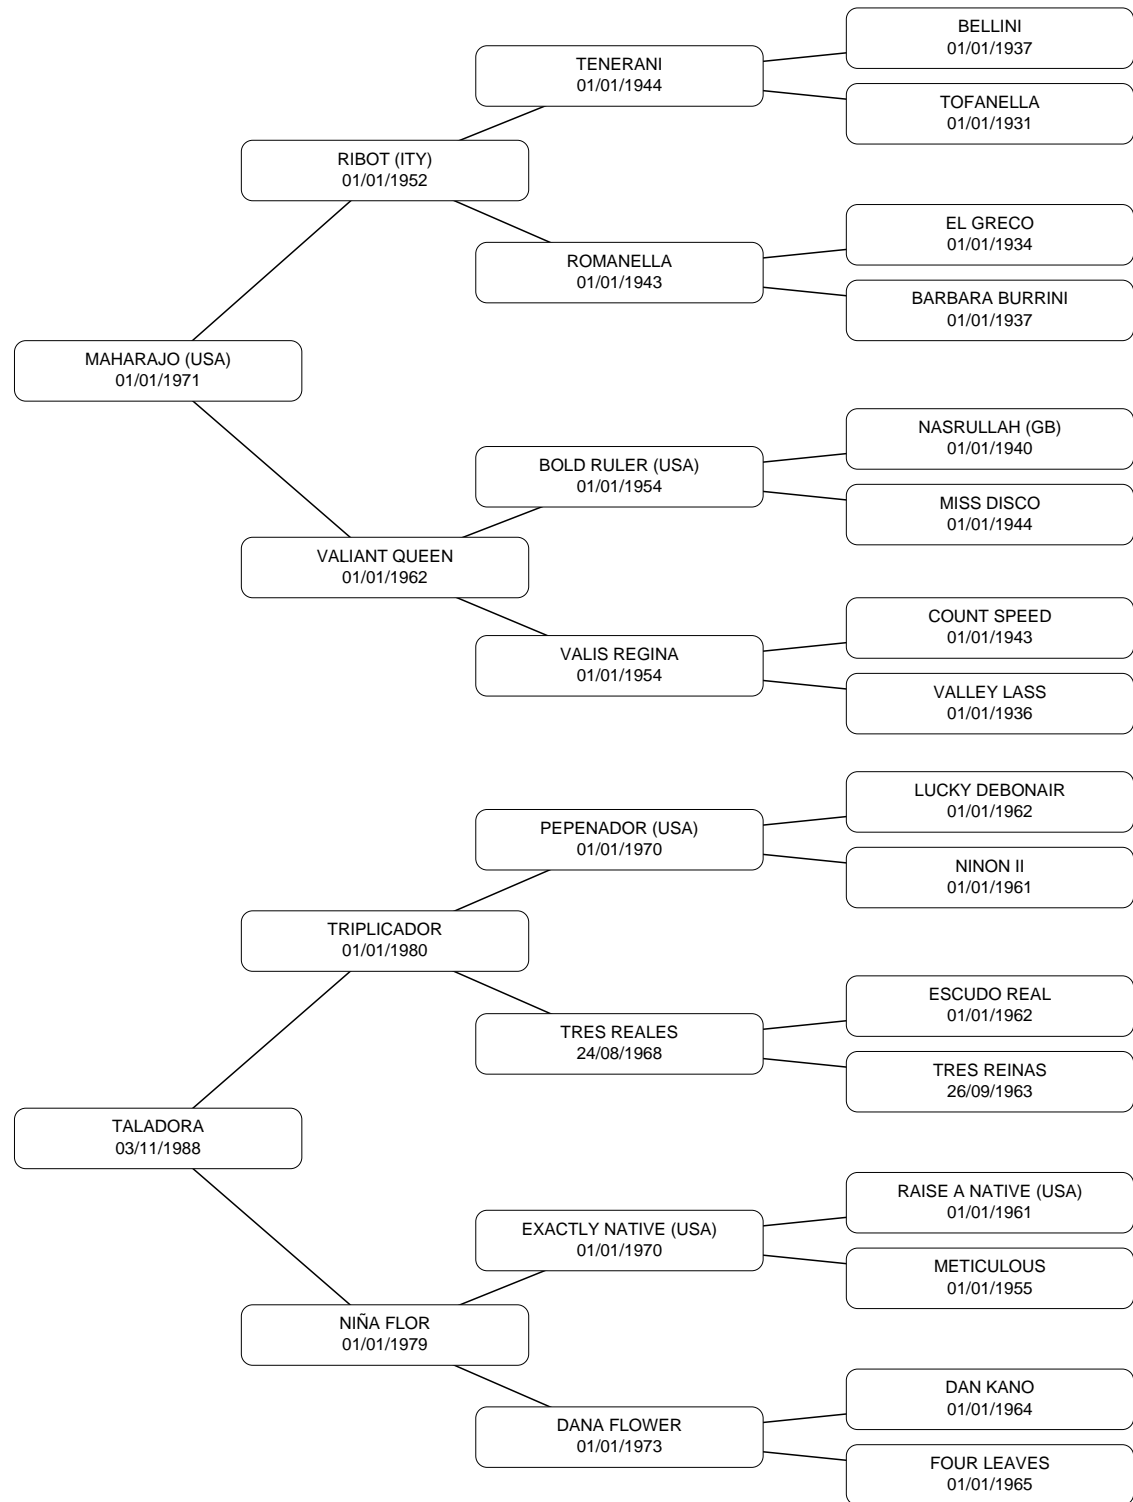 BELLINI
01/01/1937
TENERANI
01/01/1944
TOFANELLA
01/01/1931
RIBOT (ITY)
01/01/1952
EL GRECO
01/01/1934
ROMANELLA
01/01/1943
BARBARA BURRINI
01/01/1937
MAHARAJO (USA)
01/01/1971
NASRULLAH (GB)
01/01/1940
BOLD RULER (USA)
01/01/1954
MISS DISCO
01/01/1944
VALIANT QUEEN
01/01/1962
COUNT SPEED
01/01/1943
VALIS REGINA
01/01/1954
VALLEY LASS
01/01/1936
LUCKY DEBONAIR
01/01/1962
PEPENADOR (USA)
01/01/1970
NINON II
01/01/1961
TRIPLICADOR
01/01/1980
ESCUDO REAL
01/01/1962
TRES REALES
24/08/1968
TRES REINAS
26/09/1963
TALADORA
03/11/1988
RAISE A NATIVE (USA)
01/01/1961
EXACTLY NATIVE (USA)
01/01/1970
METICULOUS
01/01/1955
NIÑA FLOR
01/01/1979
DAN KANO
01/01/1964
DANA FLOWER
01/01/1973
FOUR LEAVES
01/01/1965